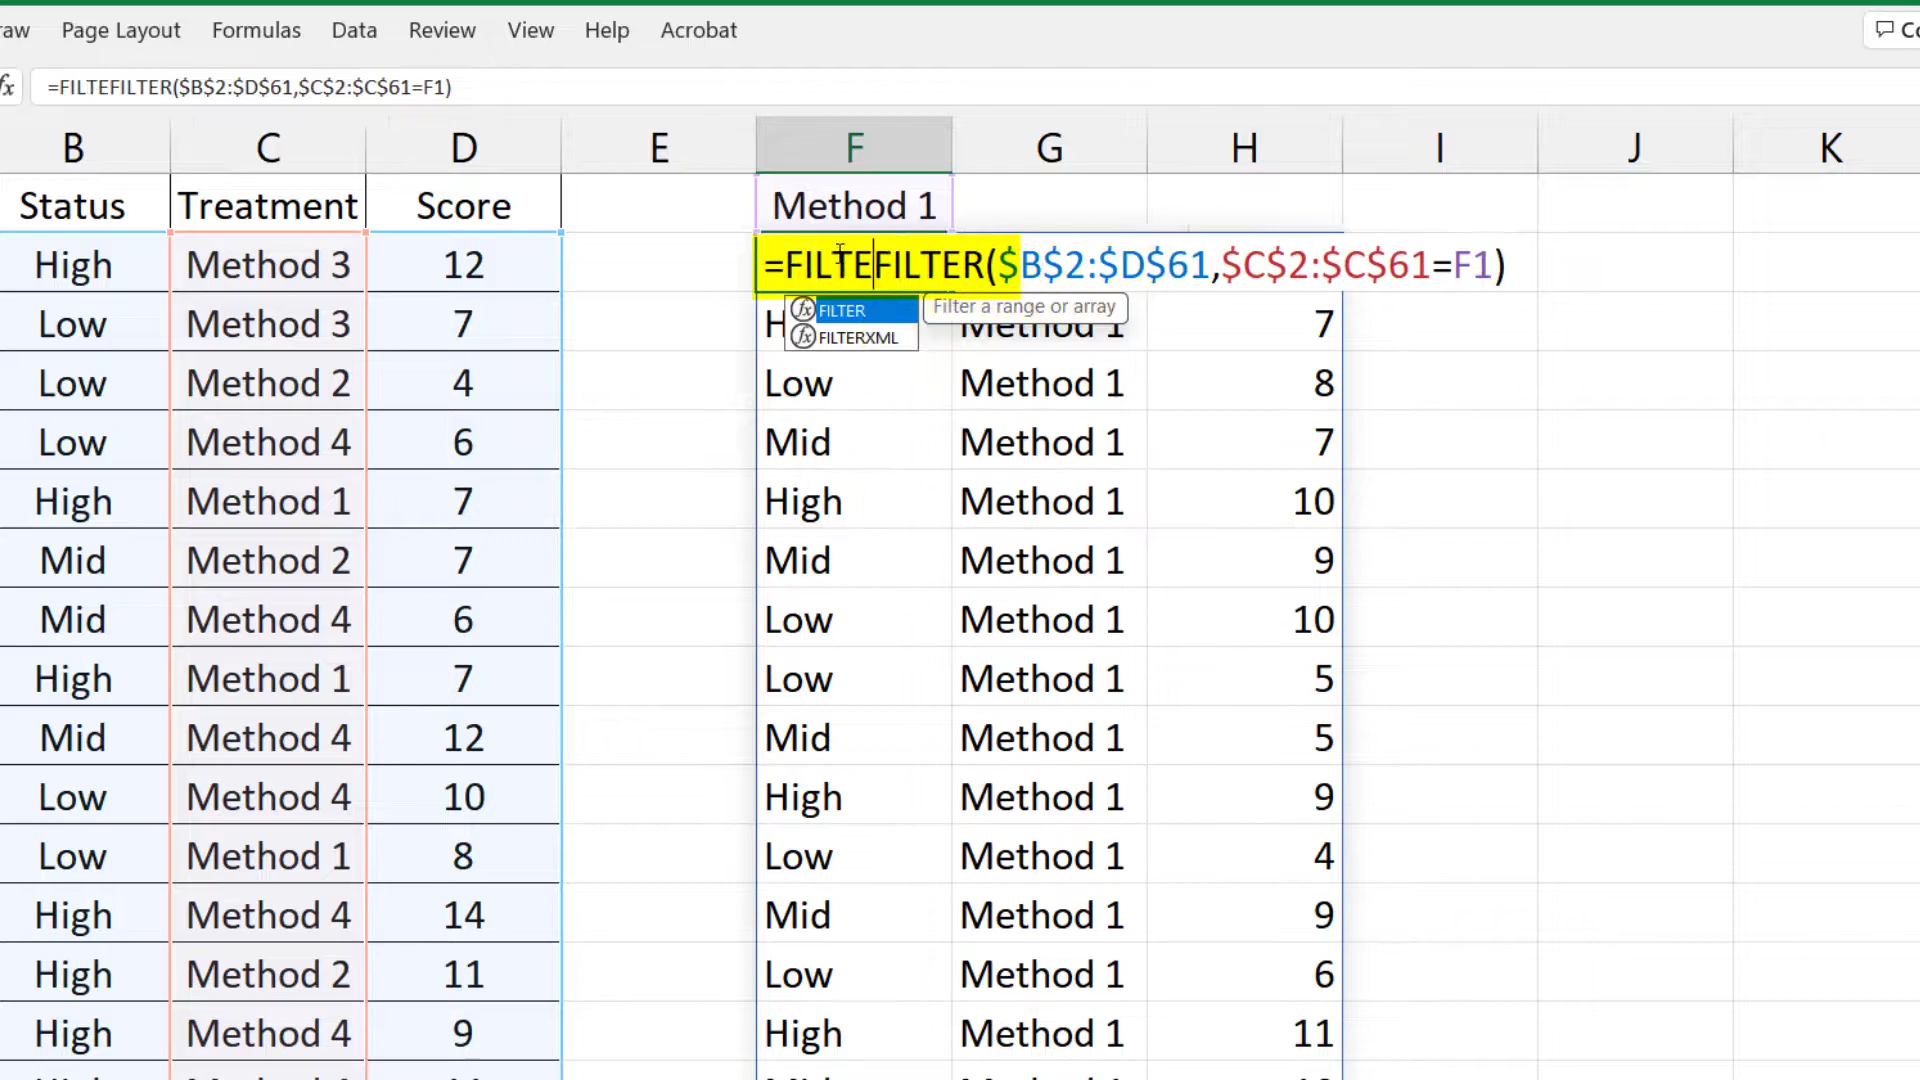 aw Page Layout Formulas Data Review View Help Acrobat Co
fx =FILTEFILTER($B$2:$D$61,$C$2:$C$61=F1)
B C D E F G H I J K
Status Treatment Score Method 1
High Method 3 12 =FILTEFILTER($B$2:$D$61,$C$2:$C$61=F1)
fx FILTER Filter a range or array
Low Method 3 7 H Method 1 7
fx FILTERXML
Low Method 2 4 Low Method 1 8
Low Method 4 6 Mid Method 1 7
High Method 1 7 High Method 1 10
Mid Method 2 7 Mid Method 1 9
Mid Method 4 6 Low Method 1 10
High Method 1 7 Low Method 1 5
Mid Method 4 12 Mid Method 1 5
Low Method 4 10 High Method 1 9
Low Method 1 8 Low Method 1 4
High Method 4 14 Mid Method 1 9
High Method 2 11 Low Method 1 6
High Method 4 9 High Method 1 11